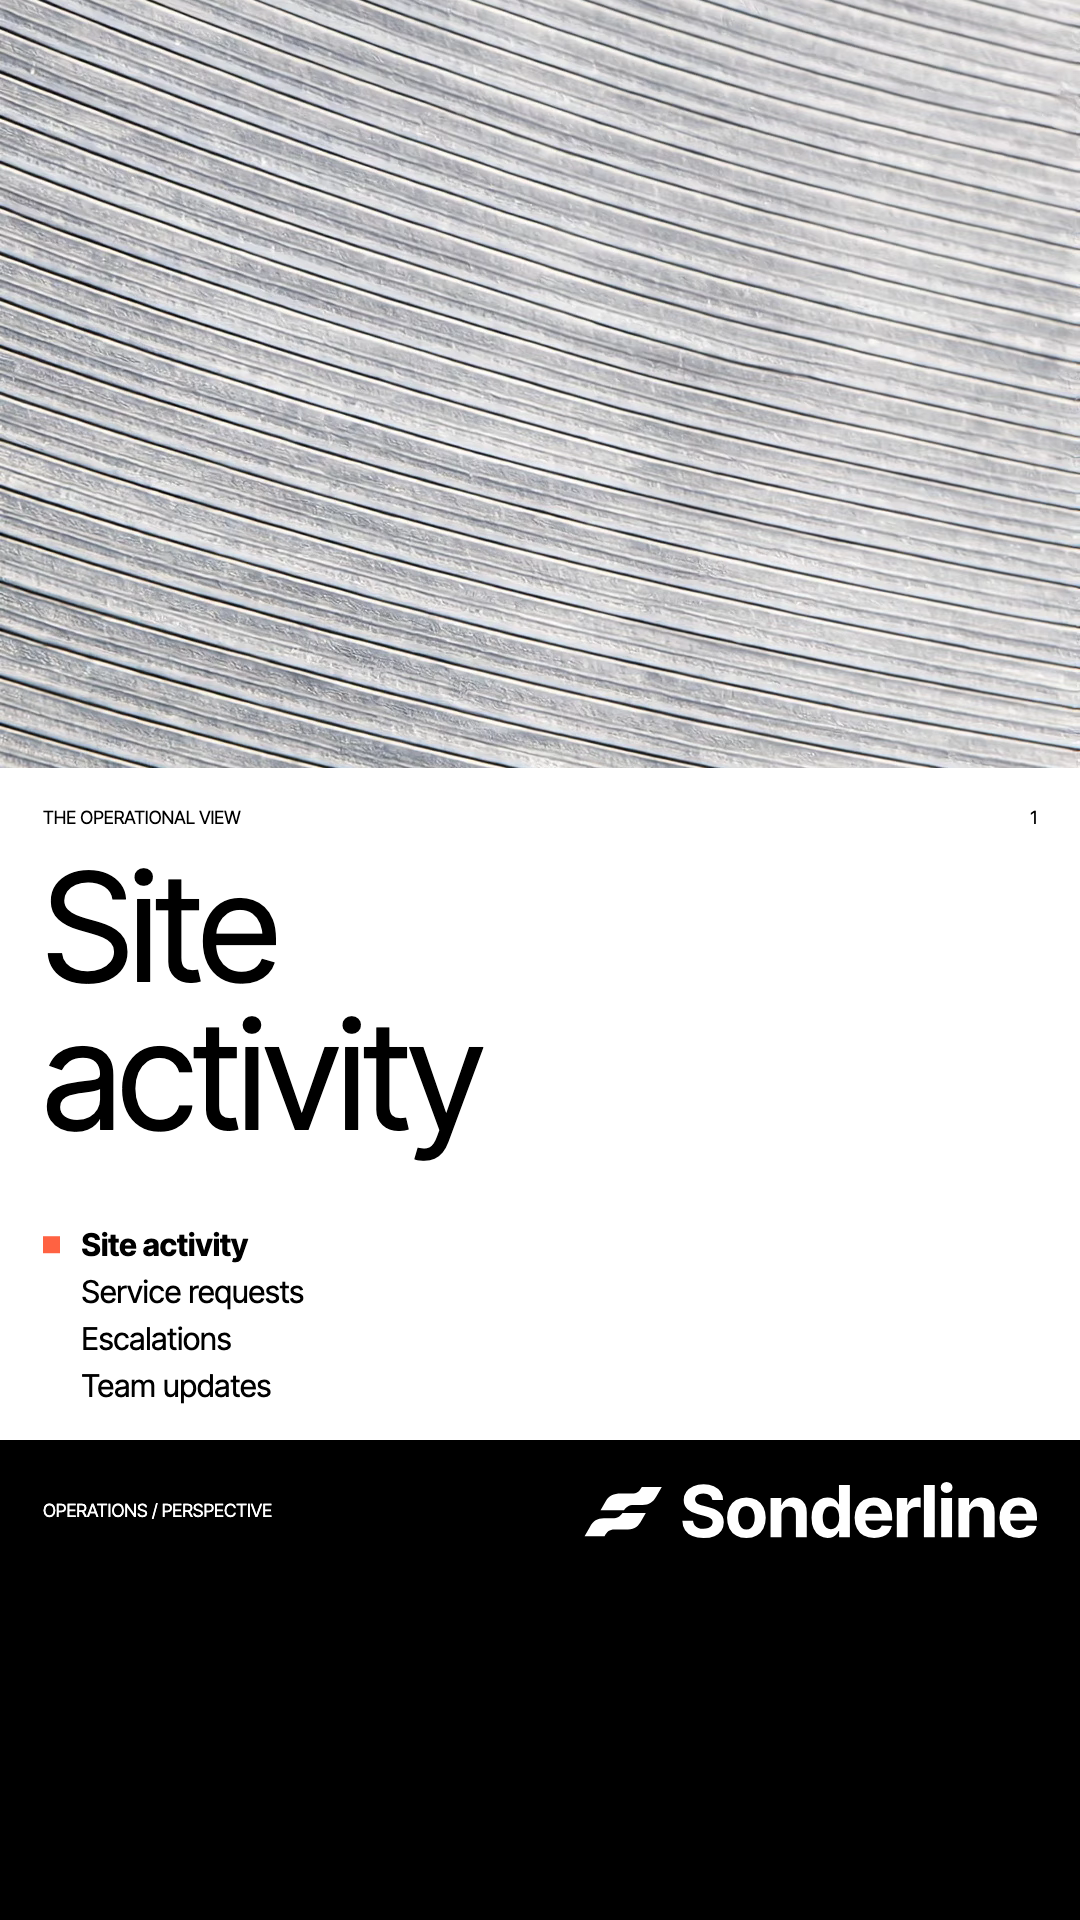 THE OPERATIONAL VIEW
1
Site
activity
Site activity
Service requests
Escalations
Team updates
OPERATIONS / PERSPECTIVE
Sonderline